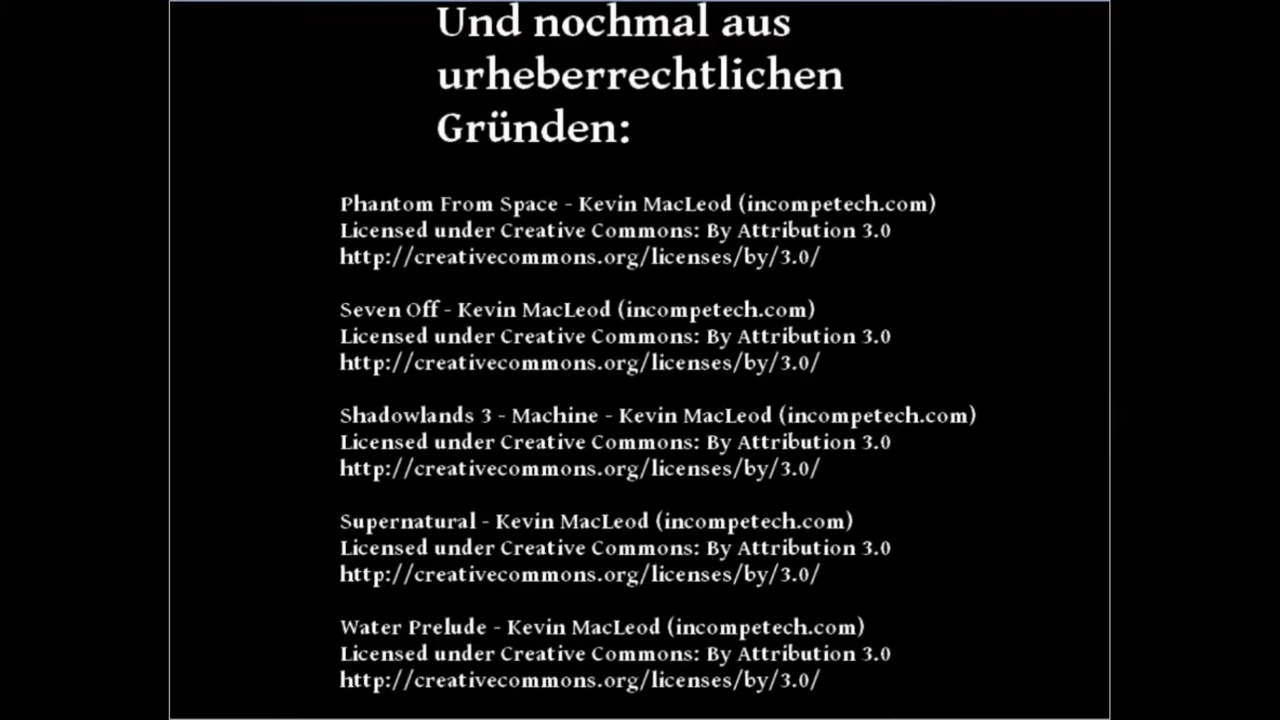 Und nochmal aus
urheberrechtlichen
Gründen:
Phantom From Space - Kevin MacLeod (incompetech.com)
Licensed under Creative Commons: By Attribution 3.0
http://creativecommons.org/licenses/by/3.0/
Seven Off - Kevin MacLeod (incompetech.com)
Licensed under Creative Commons: By Attribution 3.0
http://creativecommons.org/licenses/by/3.0/
Shadowlands 3 - Machine - Kevin MacLeod (incompetech.com)
Licensed under Creative Commons: By Attribution 3.0
http://creativecommons.org/licenses/by/3.0/
Supernatural - Kevin MacLeod (incompetech.com)
Licensed under Creative Commons: By Attribution 3.0
http://creativecommons.org/licenses/by/3.0/
Water Prelude - Kevin MacLeod (incompetech.com)
Licensed under Creative Commons: By Attribution 3.0
http://creativecommons.org/licenses/by/3.0/